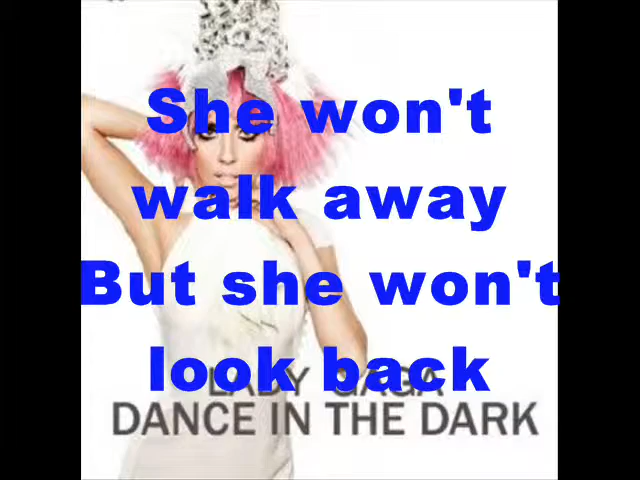 She won't
walk away
But she won't
look back
LADY GAGA
DANCE IN THE DARK